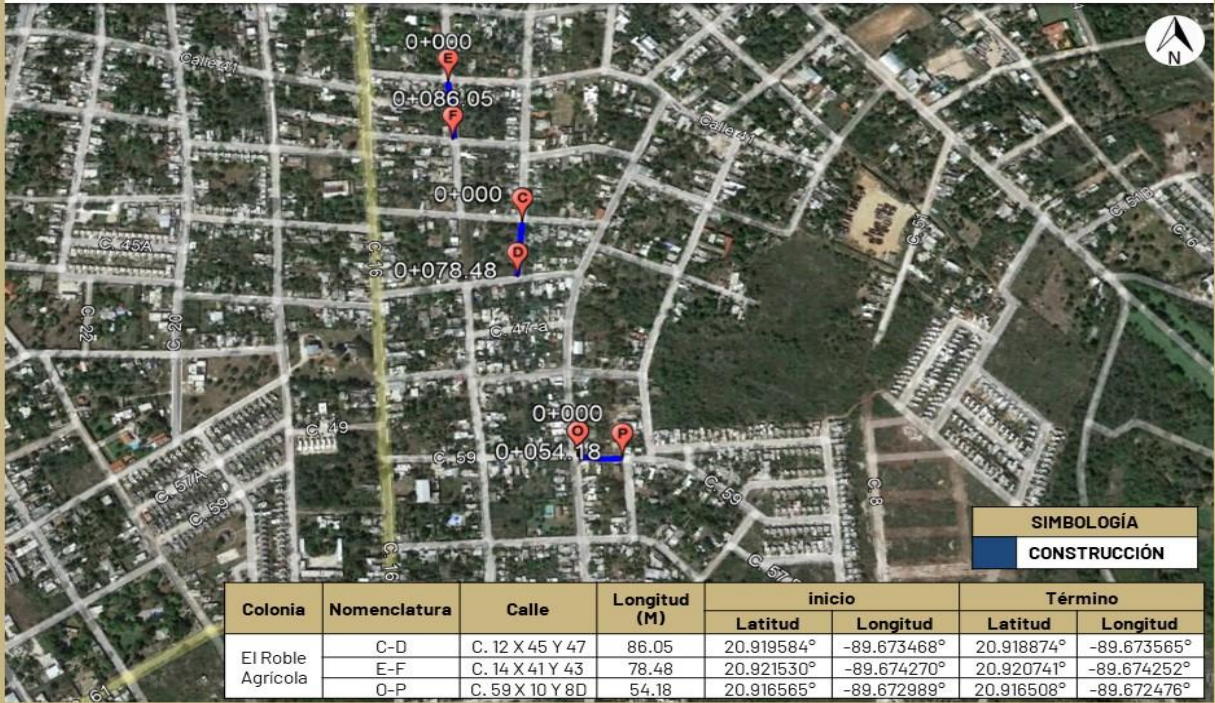 N
Calle 41
0+000
E
0+086.05
F
Calle 41
0+000
C
D
0+078.48
C. 45A
C. 16
C. 51B
C. 6
C. 22
C. 20
C. 47-a
0+000
O
P
0+054.18
C. 49
C. 59
C. 59
C. 57A
C. 59
C. 8
C. 16
C. 61
SIMBOLOGÍA
CONSTRUCCIÓN
Colonia Nomenclatura Calle Longitud (M) inicio Término
Latitud Longitud Latitud Longitud
El Roble Agrícola
C-D C. 12 X 45 Y 47 86.05 20.919584° -89.673468° 20.918874° -89.673565°
E-F C. 14 X 41 Y 43 78.48 20.921530° -89.674270° 20.920741° -89.674252°
O-P C. 59 X 10 Y 8D 54.18 20.916565° -89.672989° 20.916508° -89.672476°